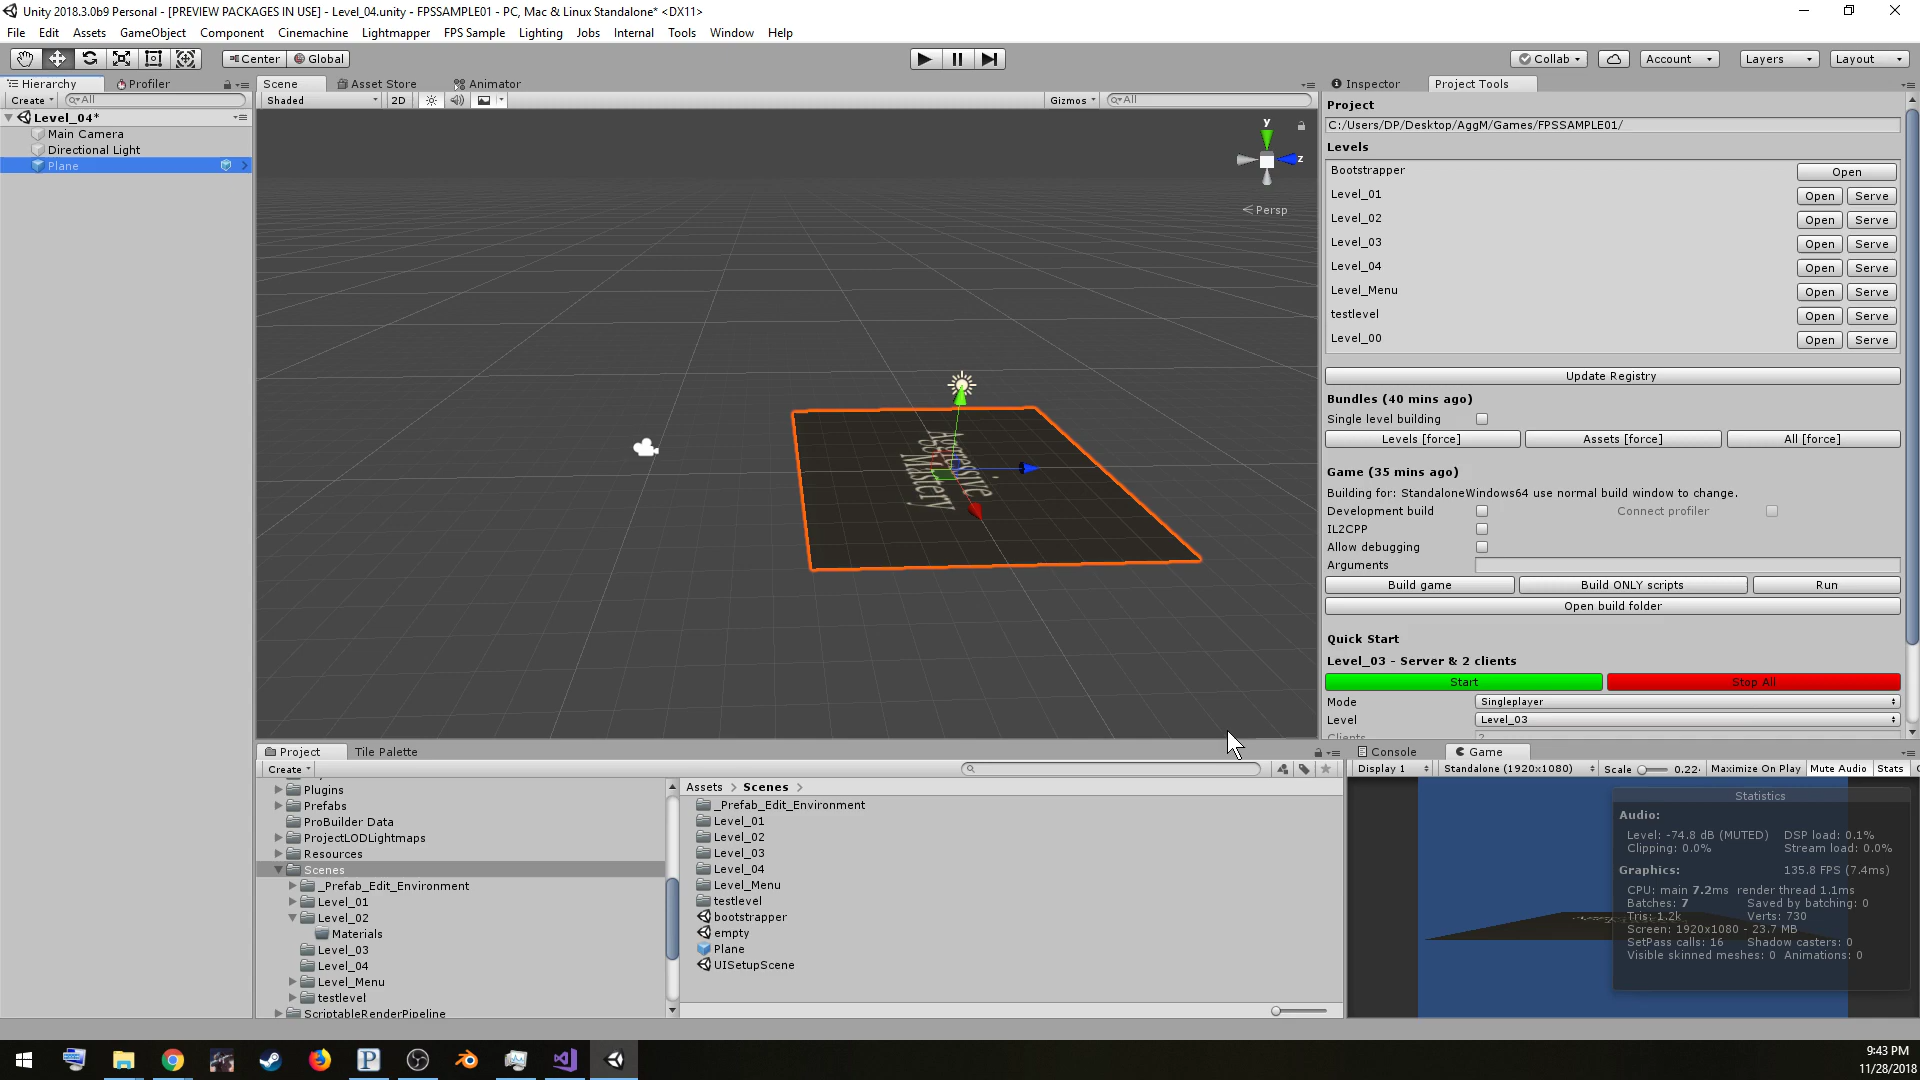 Unity 2018.3.0b9 Personal - [PREVIEW PACKAGES IN USE] - Level_04.unity - FPSSAMPLE01 - PC, Mac & Linux Standalone* <DX11>
File Edit Assets GameObject Component Cinemachine Lightmapper FPS Sample Lighting Jobs Internal Tools Window Help
Center Global Collab Account Layers Layout
Hierarchy Profiler
Create All
Level_04*
Main Camera
Directional Light
Plane
Scene Asset Store Animator
Shaded 2D Gizmos All
y
z
Persp
Aggressive
Mastery
Inspector Project Tools
Project
C:/Users/DP/Desktop/AggM/Games/FPSSAMPLE01/
Levels
Bootstrapper Open
Level_01 Open Serve
Level_02 Open Serve
Level_03 Open Serve
Level_04 Open Serve
Level_Menu Open Serve
testlevel Open Serve
Level_00 Open Serve
Update Registry
Bundles (40 mins ago)
Single level building
Levels [force] Assets [force] All [force]
Game (35 mins ago)
Building for: StandaloneWindows64 use normal build window to change.
Development build Connect profiler
IL2CPP
Allow debugging
Arguments
Build game Build ONLY scripts Run
Open build folder
Quick Start
Level_03 - Server & 2 clients
Start Stop All
Mode Singleplayer
Level Level_03
Clients 2
Project Tile Palette
Create
Plugins
Prefabs
ProBuilder Data
ProjectLODLightmaps
Resources
Scenes
_Prefab_Edit_Environment
Level_01
Level_02
Materials
Level_03
Level_04
Level_Menu
testlevel
ScriptableRenderPipeline
Assets > Scenes >
_Prefab_Edit_Environment
Level_01
Level_02
Level_03
Level_04
Level_Menu
testlevel
bootstrapper
empty
Plane
UISetupScene
Console Game
Display 1 Standalone (1920x1080) Scale 0.22 Maximize On Play Mute Audio Stats
Statistics
Audio:
Level: -74.8 dB (MUTED) DSP load: 0.1%
Clipping: 0.0% Stream load: 0.0%
Graphics: 135.8 FPS (7.4ms)
CPU: main 7.2ms render thread 1.1ms
Batches: 7 Saved by batching: 0
Tris: 1.2k Verts: 730
Screen: 1920x1080 - 23.7 MB
SetPass calls: 16 Shadow casters: 0
Visible skinned meshes: 0 Animations: 0
9:43 PM
11/28/2018